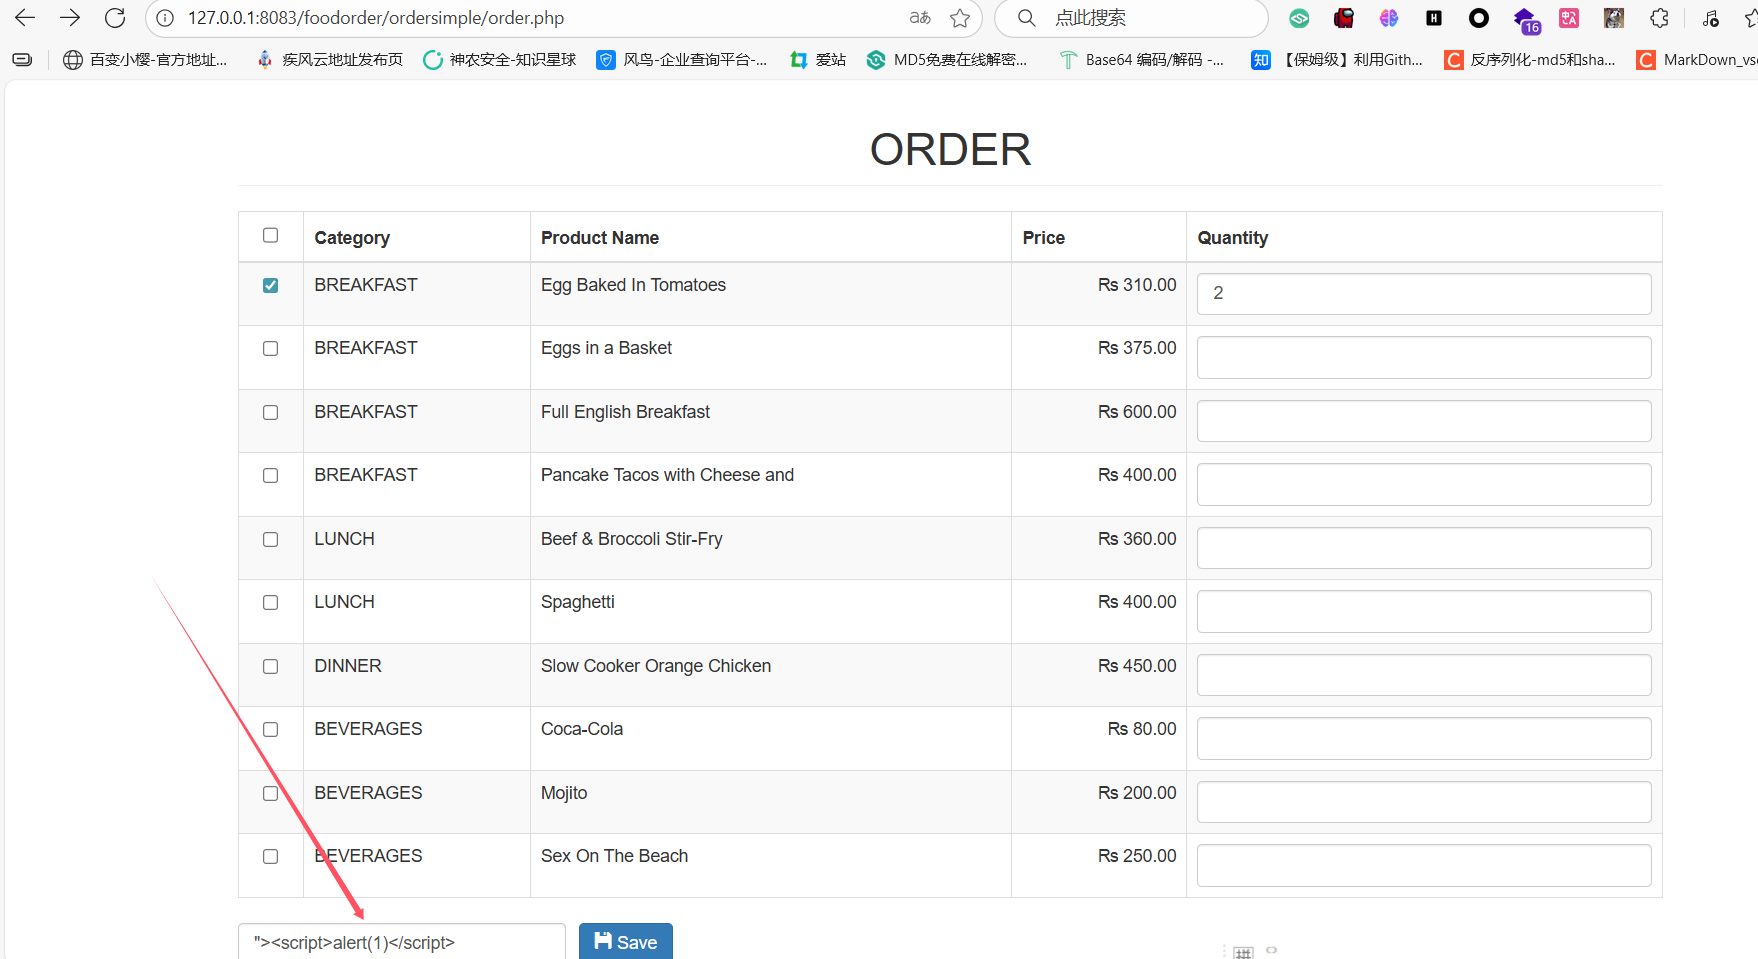 127.0.0.1:8083/foodorder/ordersimple/order.php
aあ
点此搜索
H
16
百变小樱-官方地址...
疾风云地址发布页
神农安全-知识星球
风鸟-企业查询平台-...
爱站
MD5免费在线解密...
Base64 编码/解码 -...
知
【保姆级】利用Gith...
C
反序列化-md5和sha...
C
MarkDown_vs
ORDER
Category Product Name Price Quantity
BREAKFAST Egg Baked In Tomatoes Rs 310.00 2
BREAKFAST Eggs in a Basket Rs 375.00
BREAKFAST Full English Breakfast Rs 600.00
BREAKFAST Pancake Tacos with Cheese and Rs 400.00
LUNCH Beef & Broccoli Stir-Fry Rs 360.00
LUNCH Spaghetti Rs 400.00
DINNER Slow Cooker Orange Chicken Rs 450.00
BEVERAGES Coca-Cola Rs 80.00
BEVERAGES Mojito Rs 200.00
BEVERAGES Sex On The Beach Rs 250.00
"><script>alert(1)</script>
Save
拼